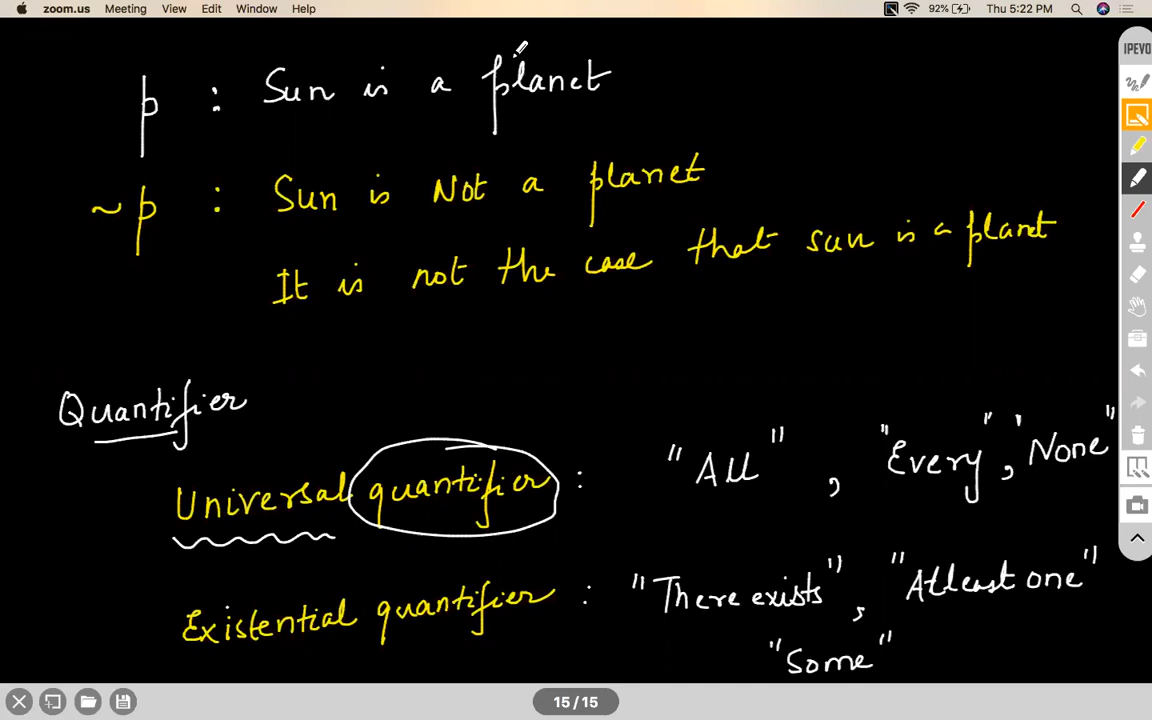 zoom.us Meeting View Edit Window Help 92% Thu 5:22 PM
IPEVO
p : Sun is a planet
~p : Sun is Not a planet
It is not the case that sun is a planet
Quantifier
Universal quantifier : "All" , "Every" , "None"
Existential quantifier : "There exists" , "Atleast one"
"Some"
15/15